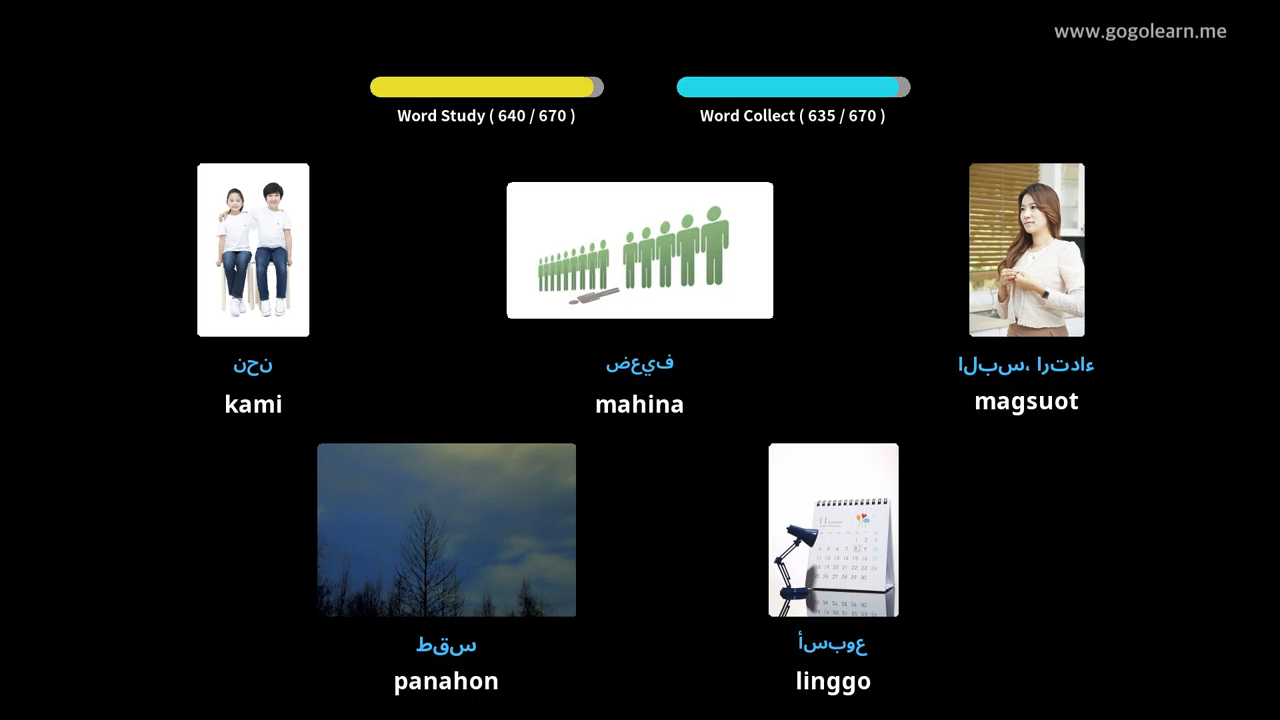 www.gogolearn.me
Word Study ( 640 / 670 )
Word Collect ( 635 / 670 )
نحن
kami
ضعيف
mahina
البس، ارتداء
magsuot
طقس
panahon
أسبوع
linggo